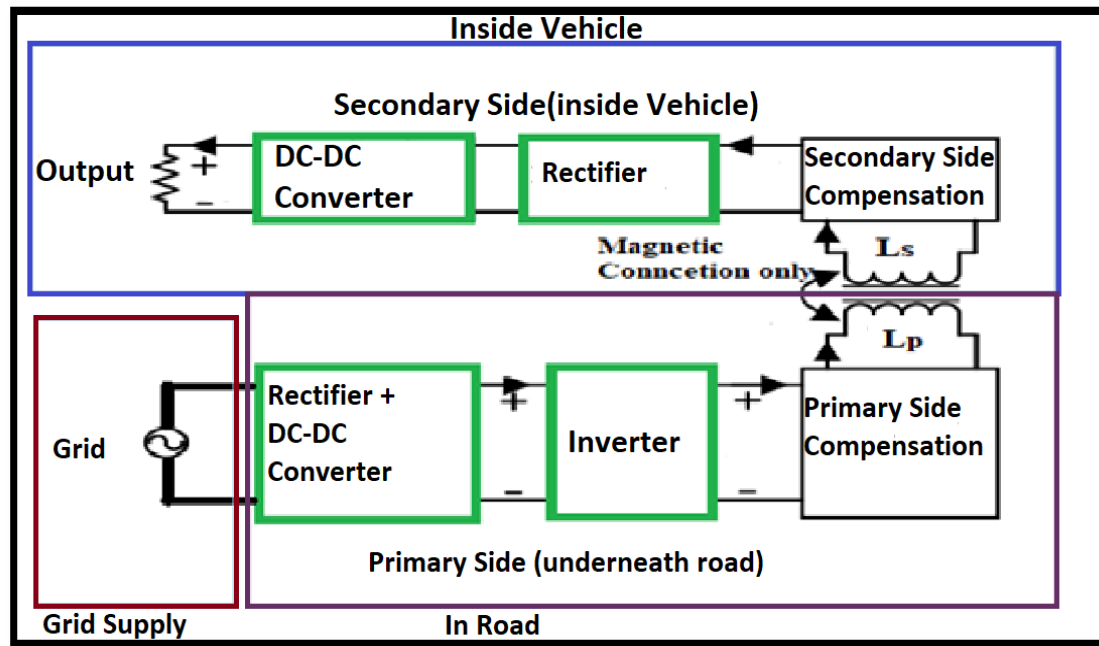 Inside Vehicle
Secondary Side(inside Vehicle)
Output
+
−
DC-DC
Converter
Rectifier
Secondary Side
Compensation
Magnetic
Conncetion only
Ls
Lp
Grid
Rectifier +
DC-DC
Converter
+
−
Inverter
+
−
Primary Side
Compensation
Primary Side (underneath road)
Grid Supply
In Road